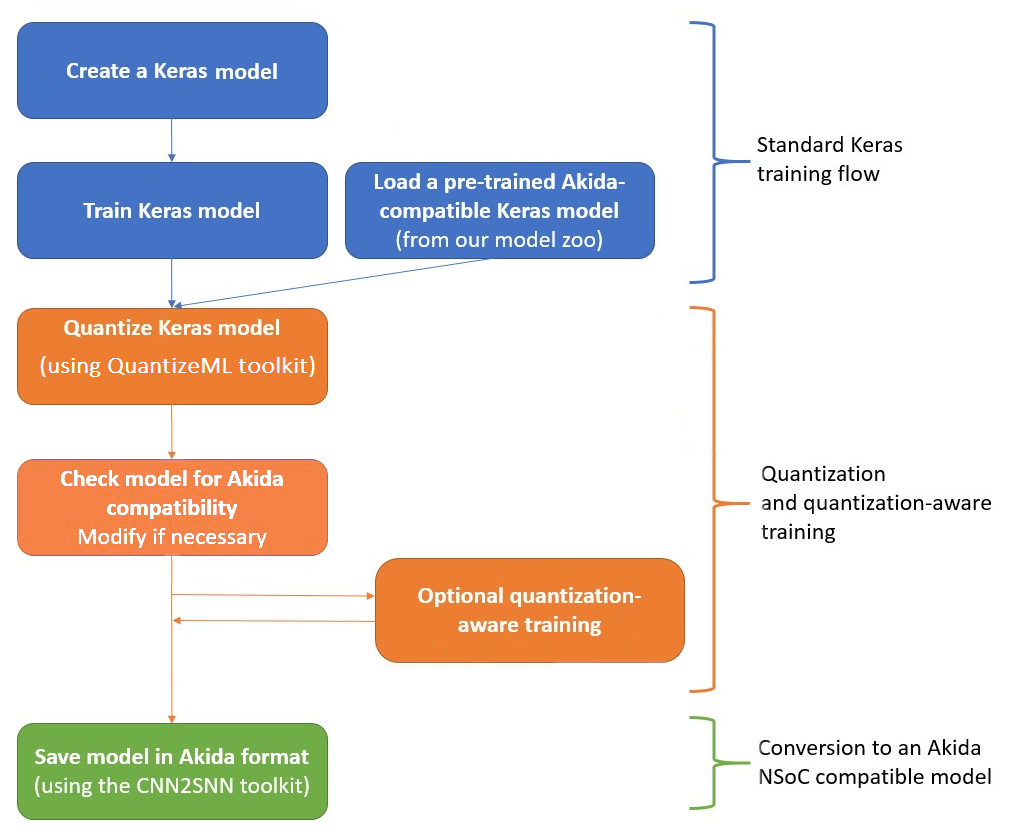 Create a Keras model
Train Keras model
Load a pre-trained Akida-
compatible Keras model
(from our model zoo)
Standard Keras
training flow
Quantize Keras model
(using QuantizeML toolkit)
Check model for Akida
compatibility
Modify if necessary
Optional quantization-
aware training
Quantization
and quantization-aware
training
Save model in Akida format
(using the CNN2SNN toolkit)
Conversion to an Akida
NSoC compatible model